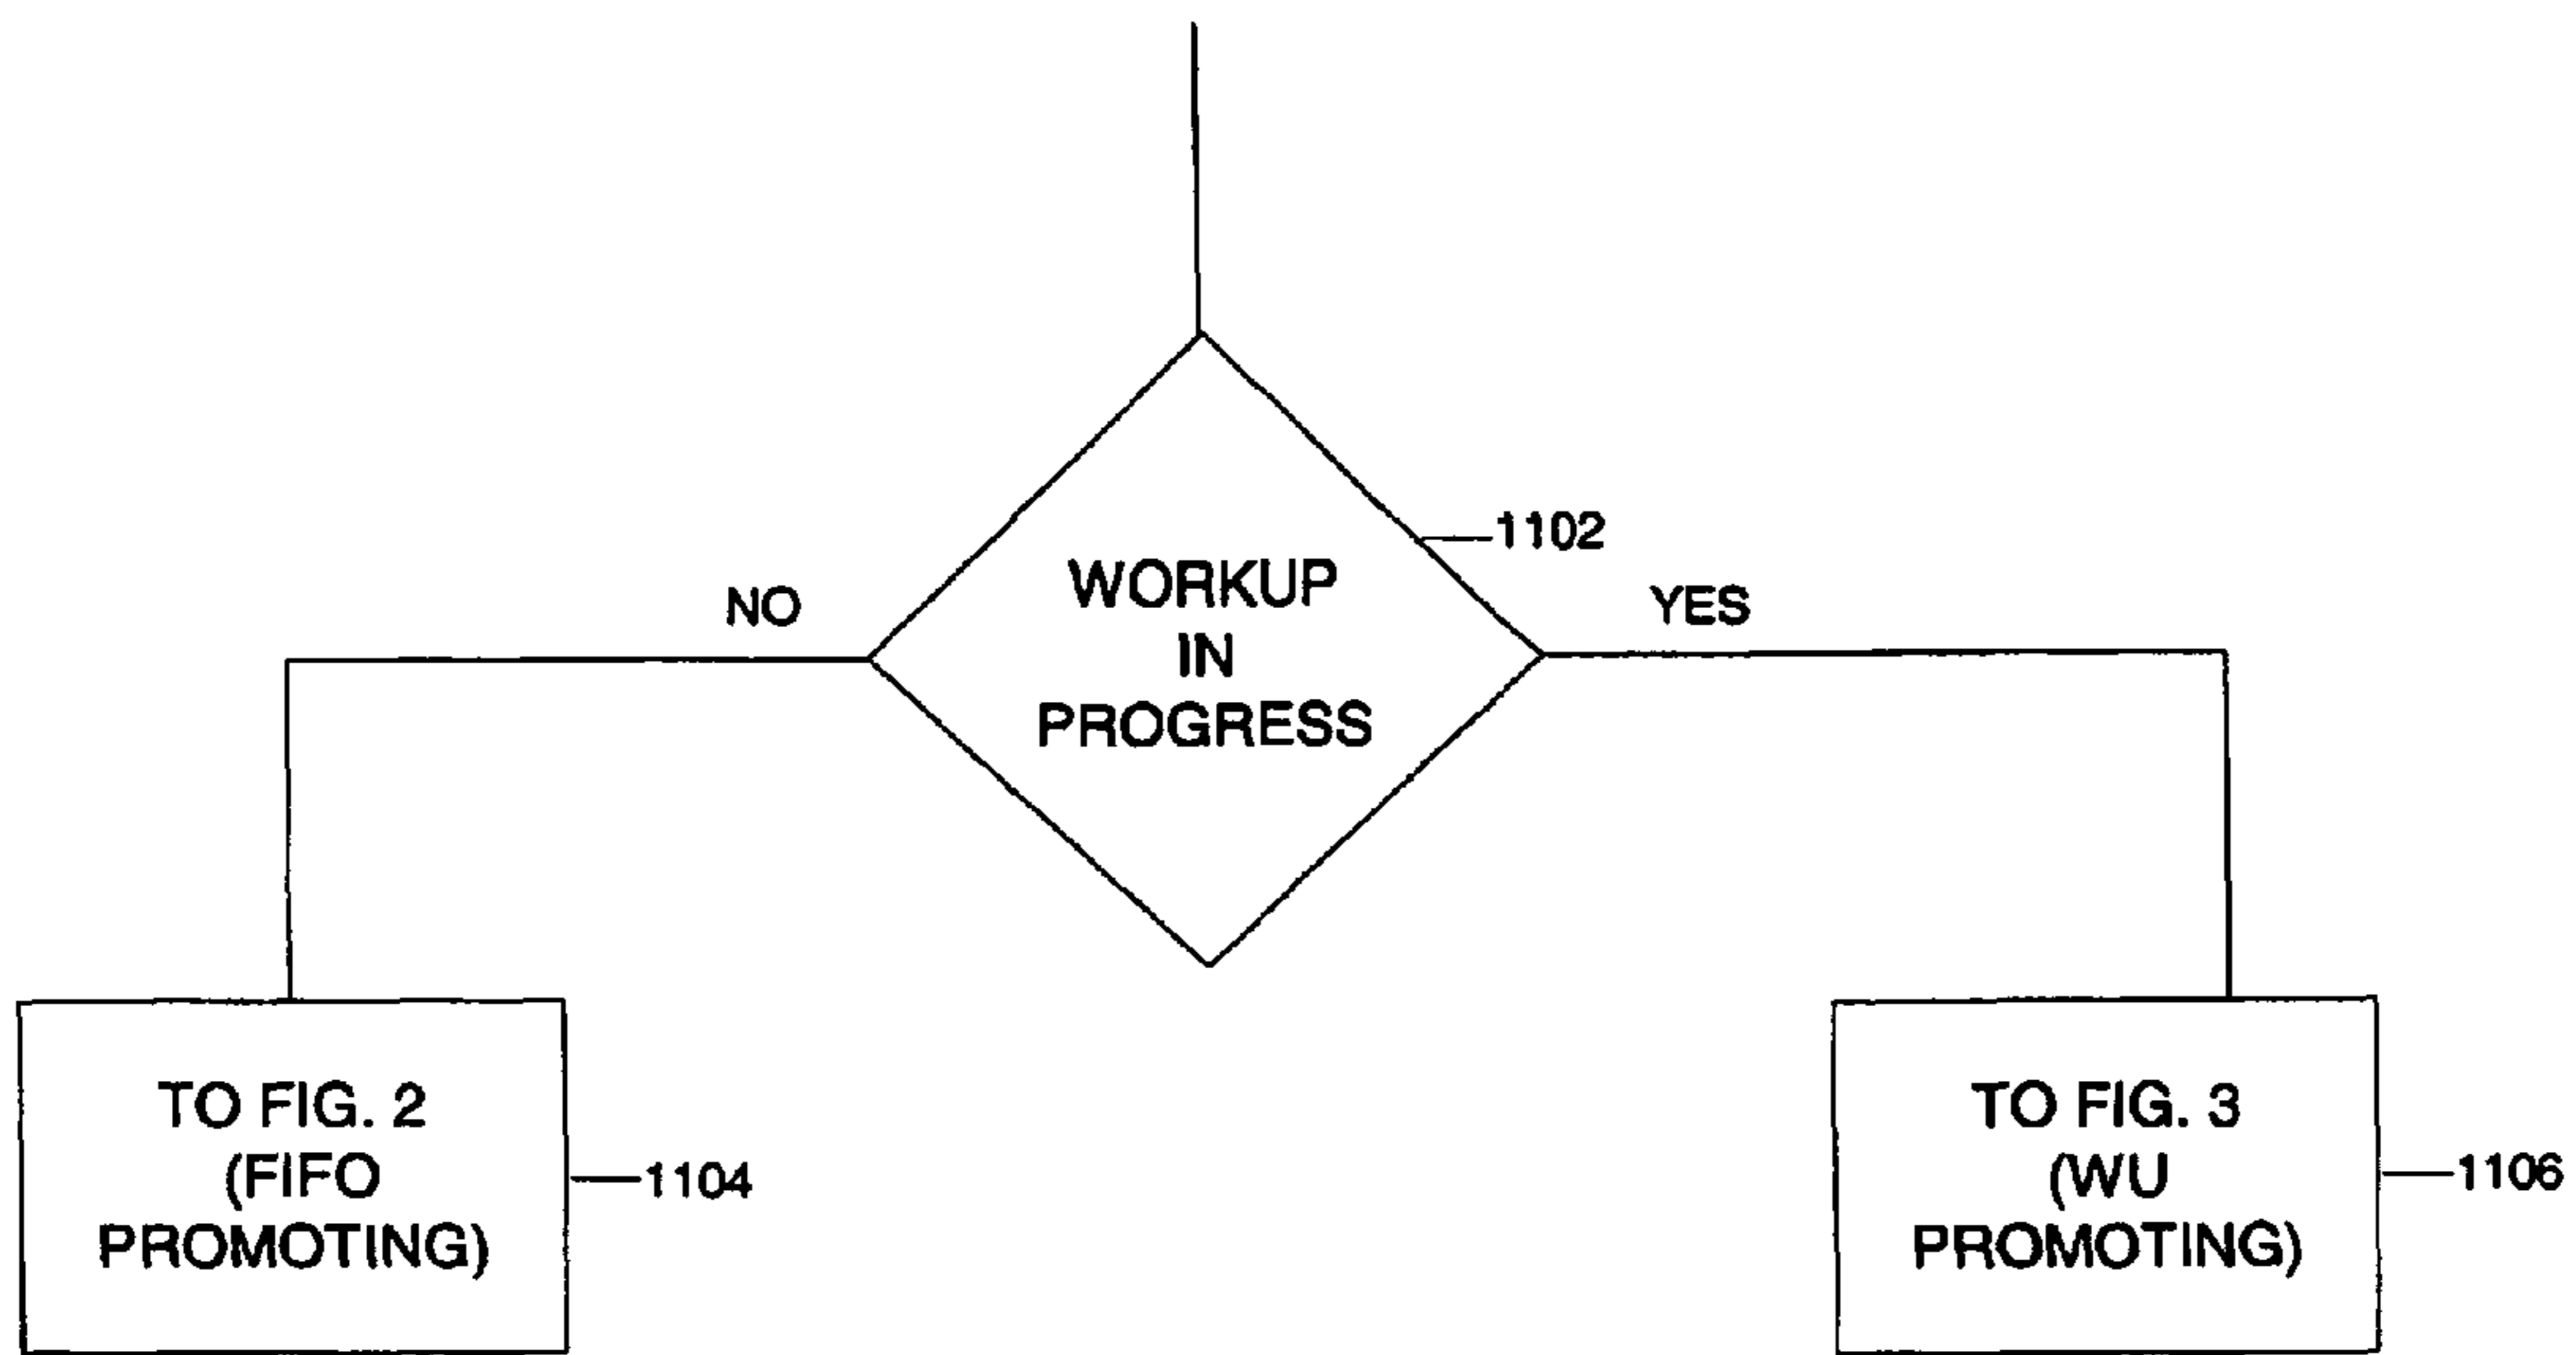 1102
WORKUP
IN
PROGRESS
NO
YES
TO FIG. 2
(FIFO
PROMOTING)
1104
TO FIG. 3
(WU
PROMOTING)
1106